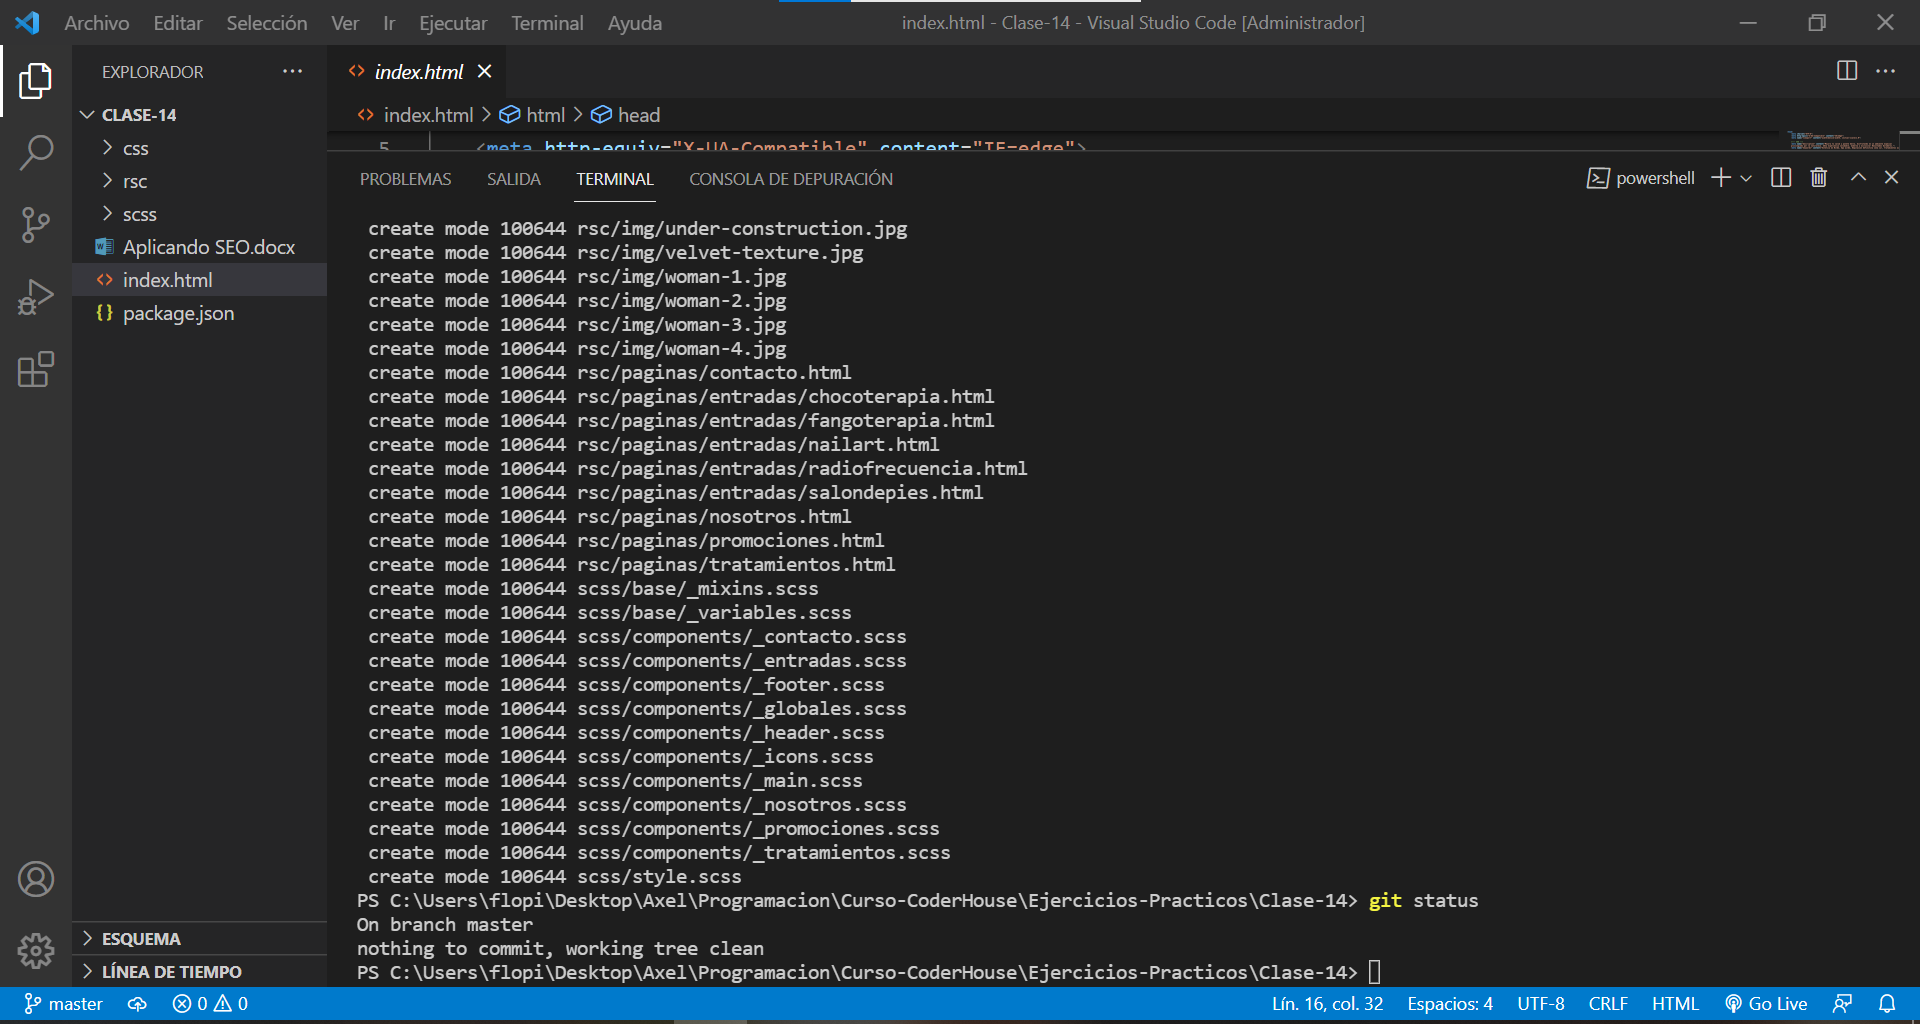 Archivo Editar Selección Ver Ir Ejecutar Terminal Ayuda
index.html - Clase-14 - Visual Studio Code [Administrador]
EXPLORADOR
CLASE-14
css
rsc
scss
Aplicando SEO.docx
index.html
package.json
ESQUEMA
LÍNEA DE TIEMPO
index.html
index.html > html > head
5 <meta http-equiv="X-UA-Compatible" content="IE=edge">
PROBLEMAS SALIDA TERMINAL CONSOLA DE DEPURACIÓN
powershell
create mode 100644 rsc/img/under-construction.jpg
create mode 100644 rsc/img/velvet-texture.jpg
create mode 100644 rsc/img/woman-1.jpg
create mode 100644 rsc/img/woman-2.jpg
create mode 100644 rsc/img/woman-3.jpg
create mode 100644 rsc/img/woman-4.jpg
create mode 100644 rsc/paginas/contacto.html
create mode 100644 rsc/paginas/entradas/chocoterapia.html
create mode 100644 rsc/paginas/entradas/fangoterapia.html
create mode 100644 rsc/paginas/entradas/nailart.html
create mode 100644 rsc/paginas/entradas/radiofrecuencia.html
create mode 100644 rsc/paginas/entradas/salondepies.html
create mode 100644 rsc/paginas/nosotros.html
create mode 100644 rsc/paginas/promociones.html
create mode 100644 rsc/paginas/tratamientos.html
create mode 100644 scss/base/_mixins.scss
create mode 100644 scss/base/_variables.scss
create mode 100644 scss/components/_contacto.scss
create mode 100644 scss/components/_entradas.scss
create mode 100644 scss/components/_footer.scss
create mode 100644 scss/components/_globales.scss
create mode 100644 scss/components/_header.scss
create mode 100644 scss/components/_icons.scss
create mode 100644 scss/components/_main.scss
create mode 100644 scss/components/_nosotros.scss
create mode 100644 scss/components/_promociones.scss
create mode 100644 scss/components/_tratamientos.scss
create mode 100644 scss/style.scss
PS C:\Users\flopi\Desktop\Axel\Programacion\Curso-CoderHouse\Ejercicios-Practicos\Clase-14> git status
On branch master
nothing to commit, working tree clean
PS C:\Users\flopi\Desktop\Axel\Programacion\Curso-CoderHouse\Ejercicios-Practicos\Clase-14>
master 0 0 Lín. 16, col. 32 Espacios: 4 UTF-8 CRLF HTML Go Live